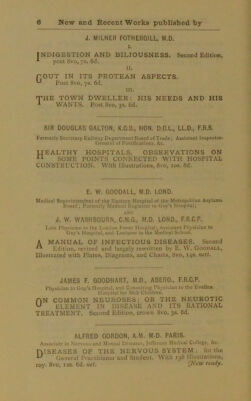 6 New and Recent Works published by
J. MILNER FOTHERGILL, M.D.
I.
INDIGESTION AND BILIOUSNESS. Second Edition,
post 8vo, 7s. 6d.
II.
GOUT IN ITS PROTEAN ASPECTS.
Post 8vo, 7s. 6d.
III.
THE TOWN DWELLER: HIS NEEDS AND HIS
WANTS. Post 8vo, 3s. 6d.
SIR DOUGLAS GALTON, K.C.B., HON. D.C.L., LL.D., F.R.S.
Formerly Secretary Railway Department Board of Trade; Assistant Inspector-
General of Fortifications, &c.
HEALTHY HOSPITALS. OBSERVATIONS ON
SOME POINTS CONNECTED WITH HOSPITAL
CONSTRUCTION. With Illustrations, 8vo, 10s. 6d.
E. W. GOODALL, M.D. LOND.
Medical Superintendent of the Eastern Hospital of the Metropolitan Asylums
Board; Formerly Medical Registrar to Guy's Hospital;
AND
J. W. WASHBOURN, C.M.G., M.D. LOND., F.R.C.P.
Late Physician to the London Fever Hospital; Assistant Physician to
Guy's Hospital, and Lecturer in the Medical School.
A MANUAL OF INFECTIOUS DISEASES. Second
Edition, revised and largely rewritten by E. W. GOODALL,
Illustrated with Plates, Diagrams, and Charts, 8vo, 14s. nett.
JAMES F. GOODHART, M.D., ABERD., F.R.C.P.
Physician to Guy's Hospital, and Consulting Physician to the Evelina
Hospital for Sick Children.
ON COMMON NEUROSES; OR THE NEUROTIC
ELEMENT IN DISEASE AND ITS RATIONAL
TREATMENT. Second Edition, crown 8vo, 3s. 6d.
ALFRED GORDON, A.M. M.D. PARIS.
Associate in Nervous and Mental Diseases, Jefferson Medical College, &c.
DISEASES OF THE NERVOUS SYSTEM: for the
General Practitioner and Student. With 136 Illustrations,
roy. 8vo, 12s. 6d. net. [Now ready.